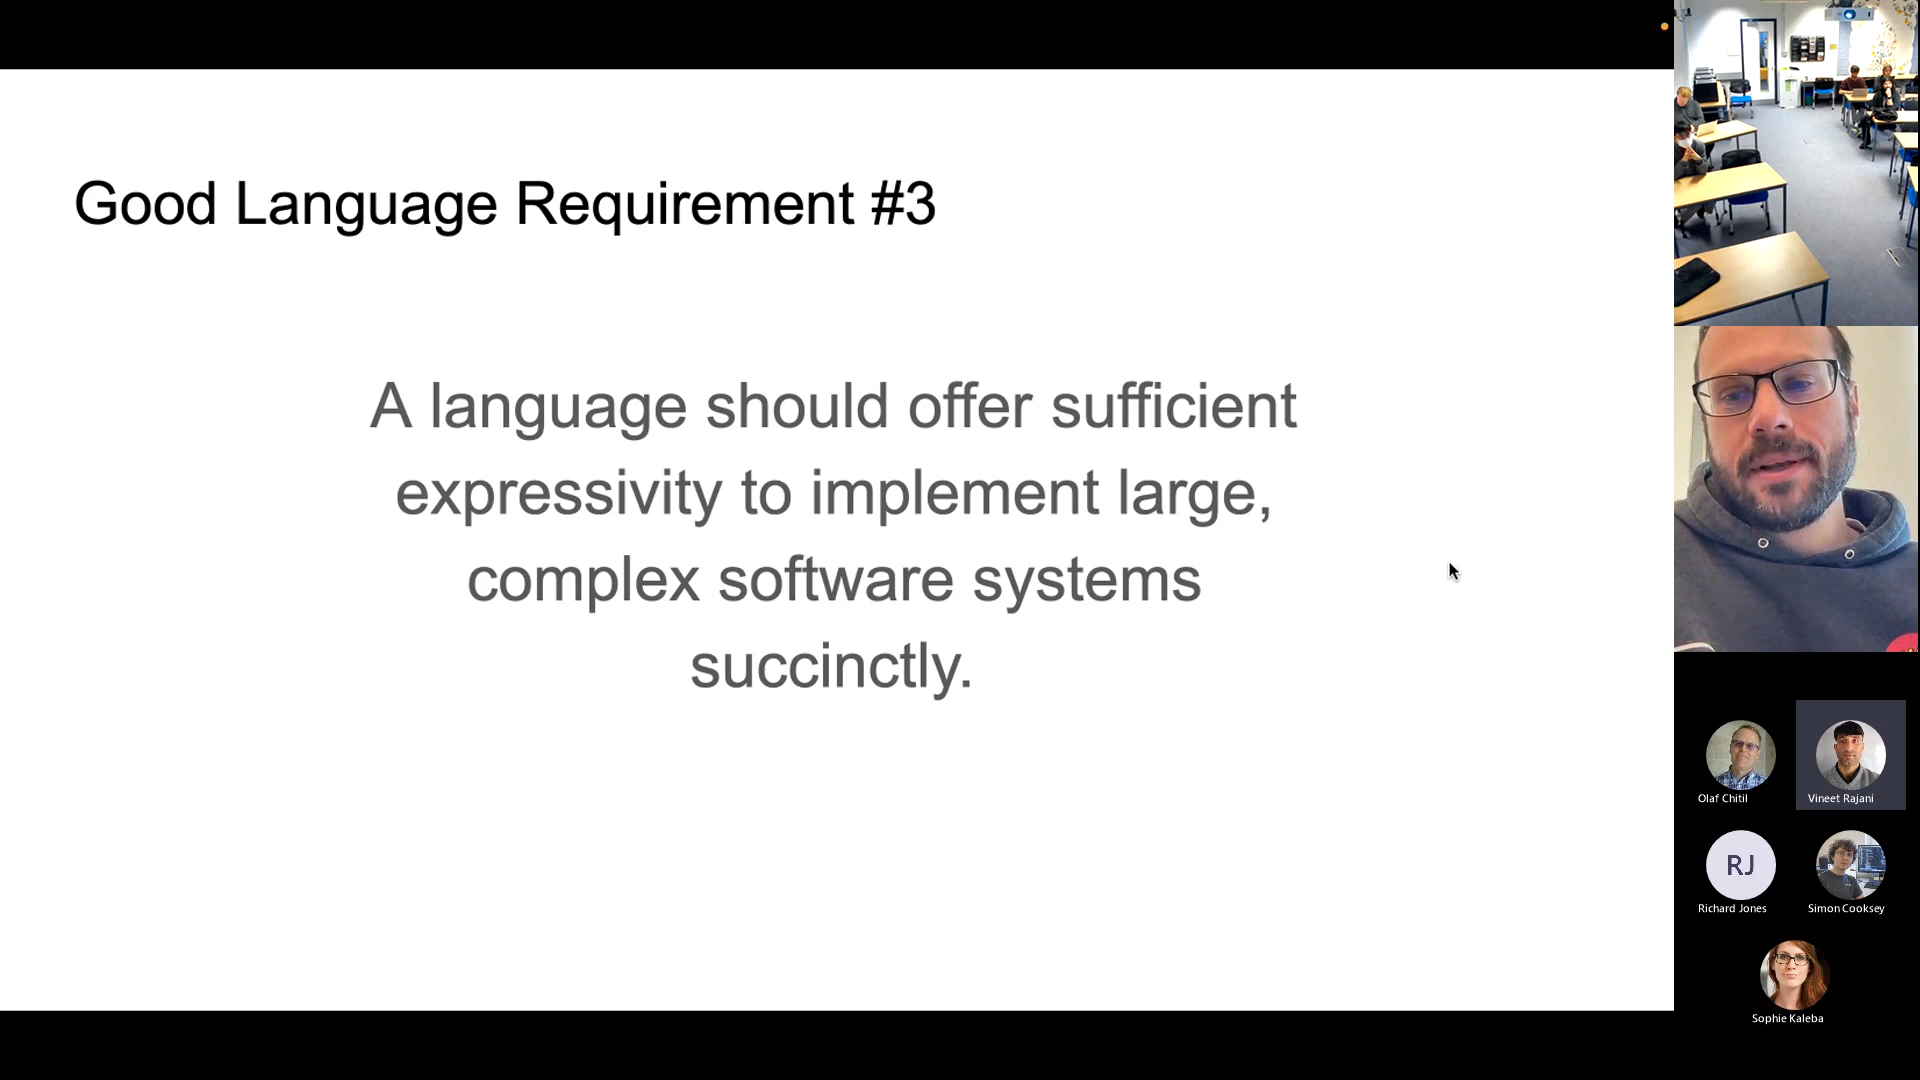 Good Language Requirement #3
A language should offer sufficient
expressivity to implement large,
complex software systems
succinctly.
Olaf Chitil
Vineet Rajani
RJ
Richard Jones
Simon Cooksey
Sophie Kaleba